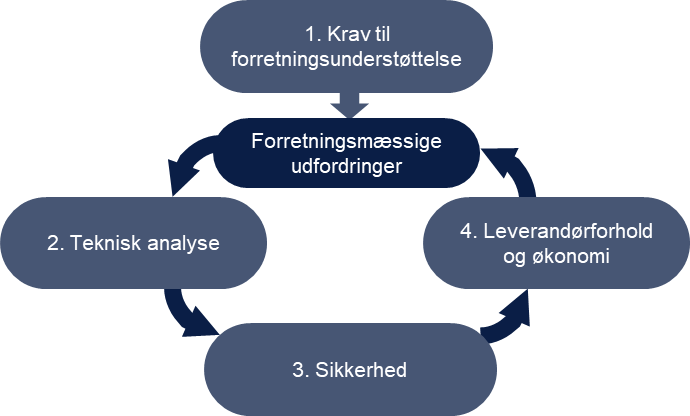 1. Krav til
forretningsunderstøttelse
Forretningsmæssige
udfordringer
2. Teknisk analyse
4. Leverandørforhold
og økonomi
3. Sikkerhed